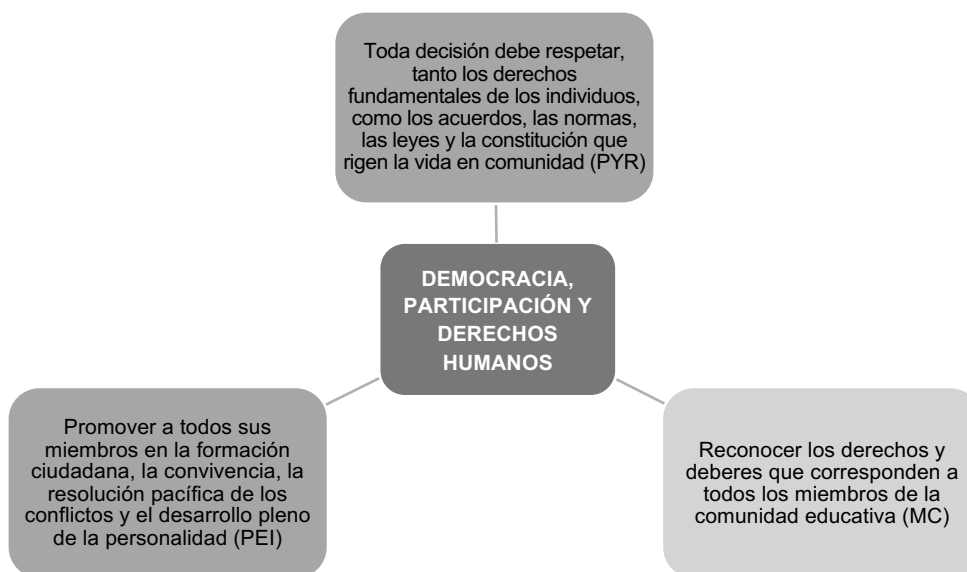 Toda decisión debe respetar,
tanto los derechos
fundamentales de los individuos,
como los acuerdos, las normas,
las leyes y la constitución que
rigen la vida en comunidad (PYR)
DEMOCRACIA,
PARTICIPACIÓN Y
DERECHOS
HUMANOS
Promover a todos sus
miembros en la formación
ciudadana, la convivencia, la
resolución pacífica de los
conflictos y el desarrollo pleno
de la personalidad (PEI)
Reconocer los derechos y
deberes que corresponden a
todos los miembros de la
comunidad educativa (MC)